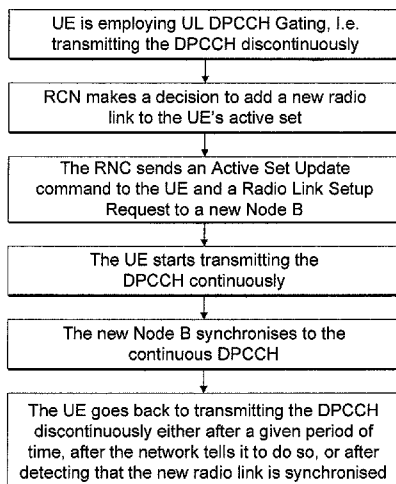 UE is employing UL DPCCH Gating, I.e.
transmitting the DPCCH discontinuously
RCN makes a decision to add a new radio
link to the UE's active set
The RNC sends an Active Set Update
command to the UE and a Radio Link Setup
Request to a new Node B
The UE starts transmitting the
DPCCH continuously
The new Node B synchronises to the
continuous DPCCH
The UE goes back to transmitting the DPCCH
discontinuously either after a given period of
time, after the network tells it to do so, or after
detecting that the new radio link is synchronised